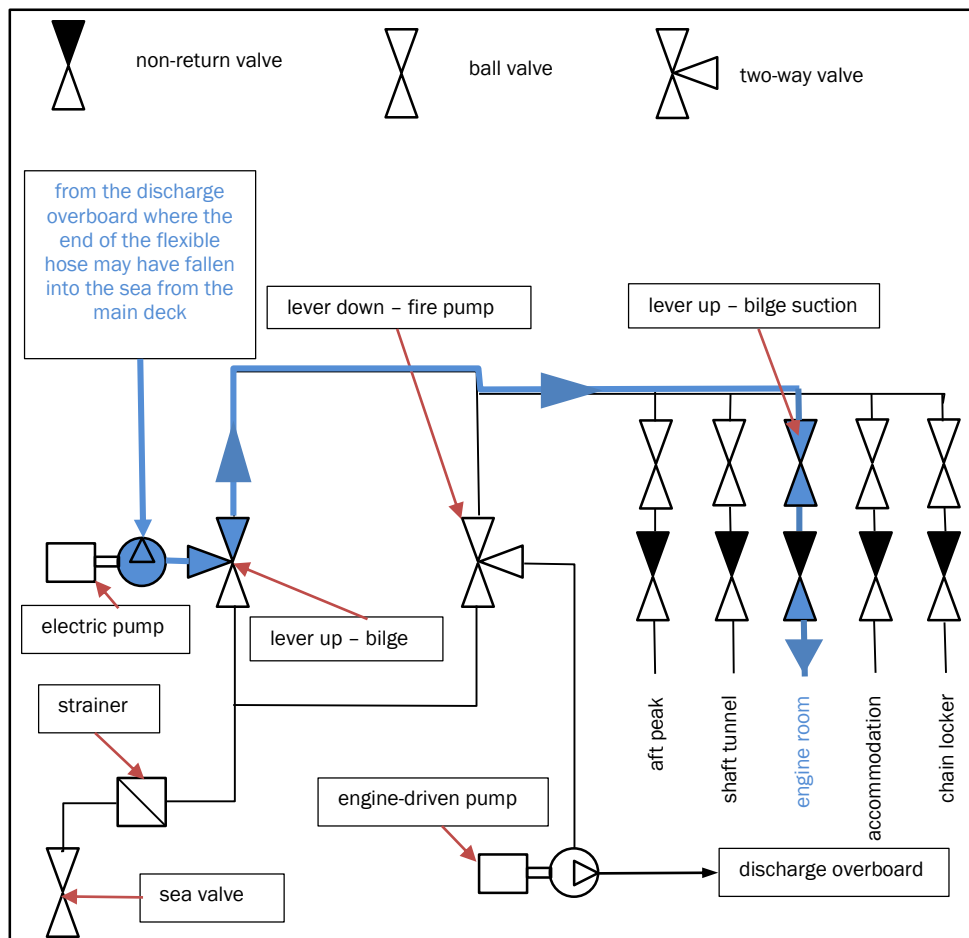 non-return valve
ball valve
two-way valve
from the discharge
overboard where the
end of the flexible
hose may have fallen
into the sea from the
main deck
lever down – fire pump
lever up – bilge suction
electric pump
lever up – bilge
strainer
sea valve
engine-driven pump
discharge overboard
aft peak
shaft tunnel
engine room
accommodation
chain locker